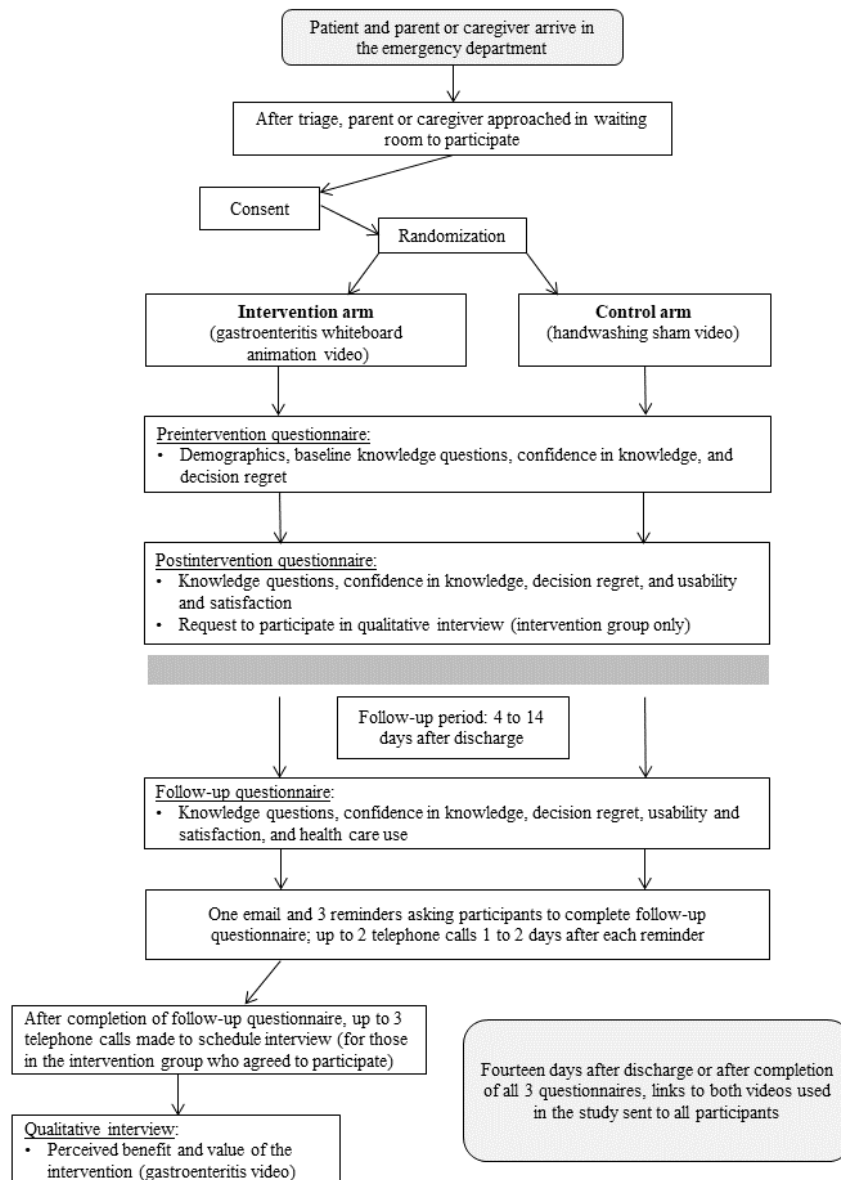 Patient and parent or caregiver arrive in
the emergency department
After triage, parent or caregiver approached in waiting
room to participate
Consent
Randomization
Intervention arm
(gastroenteritis whiteboard
animation video)
Control arm
(handwashing sham video)
Preintervention questionnaire:
• Demographics, baseline knowledge questions, confidence in knowledge, and
decision regret
Postintervention questionnaire:
• Knowledge questions, confidence in knowledge, decision regret, and usability
and satisfaction
• Request to participate in qualitative interview (intervention group only)
Follow-up period: 4 to 14
days after discharge
Follow-up questionnaire:
• Knowledge questions, confidence in knowledge, decision regret, usability and
satisfaction, and health care use
One email and 3 reminders asking participants to complete follow-up
questionnaire; up to 2 telephone calls 1 to 2 days after each reminder
After completion of follow-up questionnaire, up to 3
telephone calls made to schedule interview (for those
in the intervention group who agreed to participate)
Fourteen days after discharge or after completion
of all 3 questionnaires, links to both videos used
in the study sent to all participants
Qualitative interview:
• Perceived benefit and value of the
intervention (gastroenteritis video)